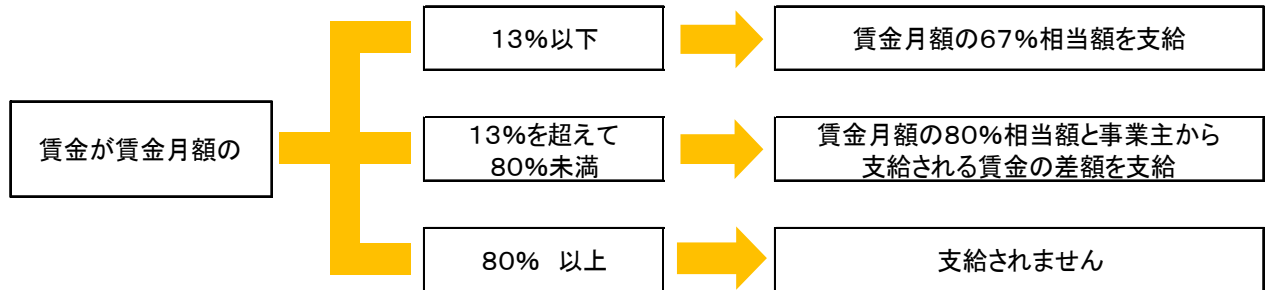 賃金が賃金月額の
13%以下
賃金月額の67%相当額を支給
13%を超えて
80%未満
賃金月額の80%相当額と事業主から
支給される賃金の差額を支給
80%　以上
支給されません